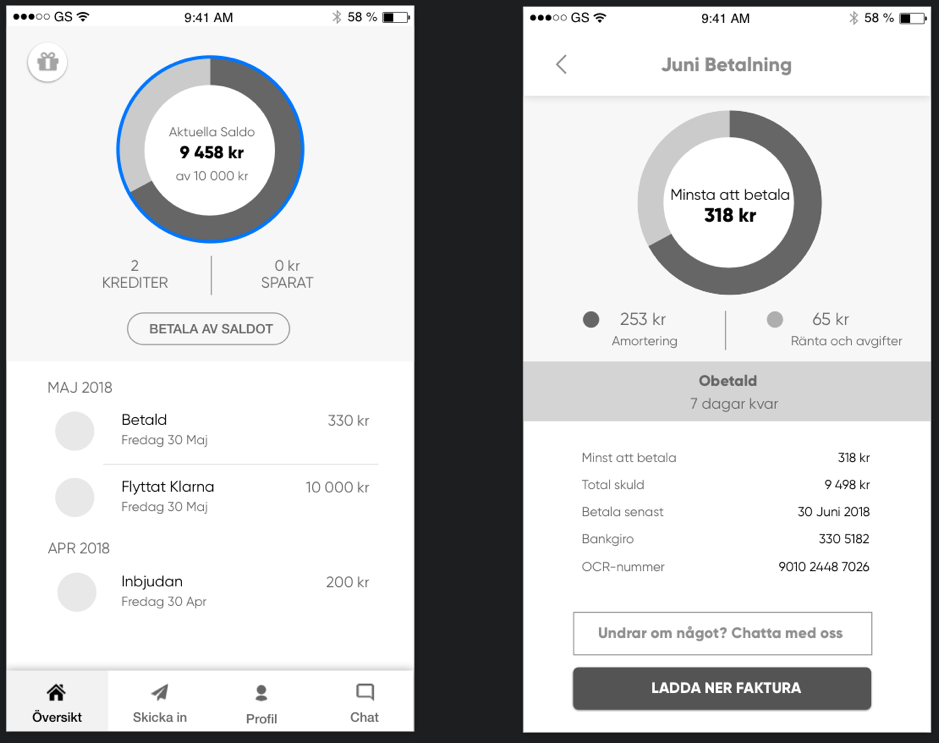 GS 9:41 AM 58 %
Aktuella Saldo
9 458 kr
av 10 000 kr
2 0 kr
KREDITER SPARAT
BETALA AV SALDOT
MAJ 2018
Betald 330 kr
Fredag 30 Maj
Flyttat Klarna 10 000 kr
Fredag 30 Maj
APR 2018
Inbjudan 200 kr
Fredag 30 Apr
Översikt Skicka in Profil Chat
GS 9:41 AM 58 %
Juni Betalning
Minsta att betala
318 kr
253 kr 65 kr
Amortering Ränta och avgifter
Obetald
7 dagar kvar
Minst att betala 318 kr
Total skuld 9 498 kr
Betala senast 30 Juni 2018
Bankgiro 330 5182
OCR-nummer 9010 2448 7026
Undrar om något? Chatta med oss
LADDA NER FAKTURA